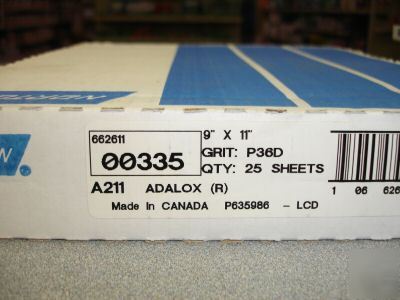 662611
00335
9" X 11"
GRIT: P36D
QTY: 25 SHEETS
A211 ADALOX (R)
Made In CANADA P635986 - LCD
1 06 626